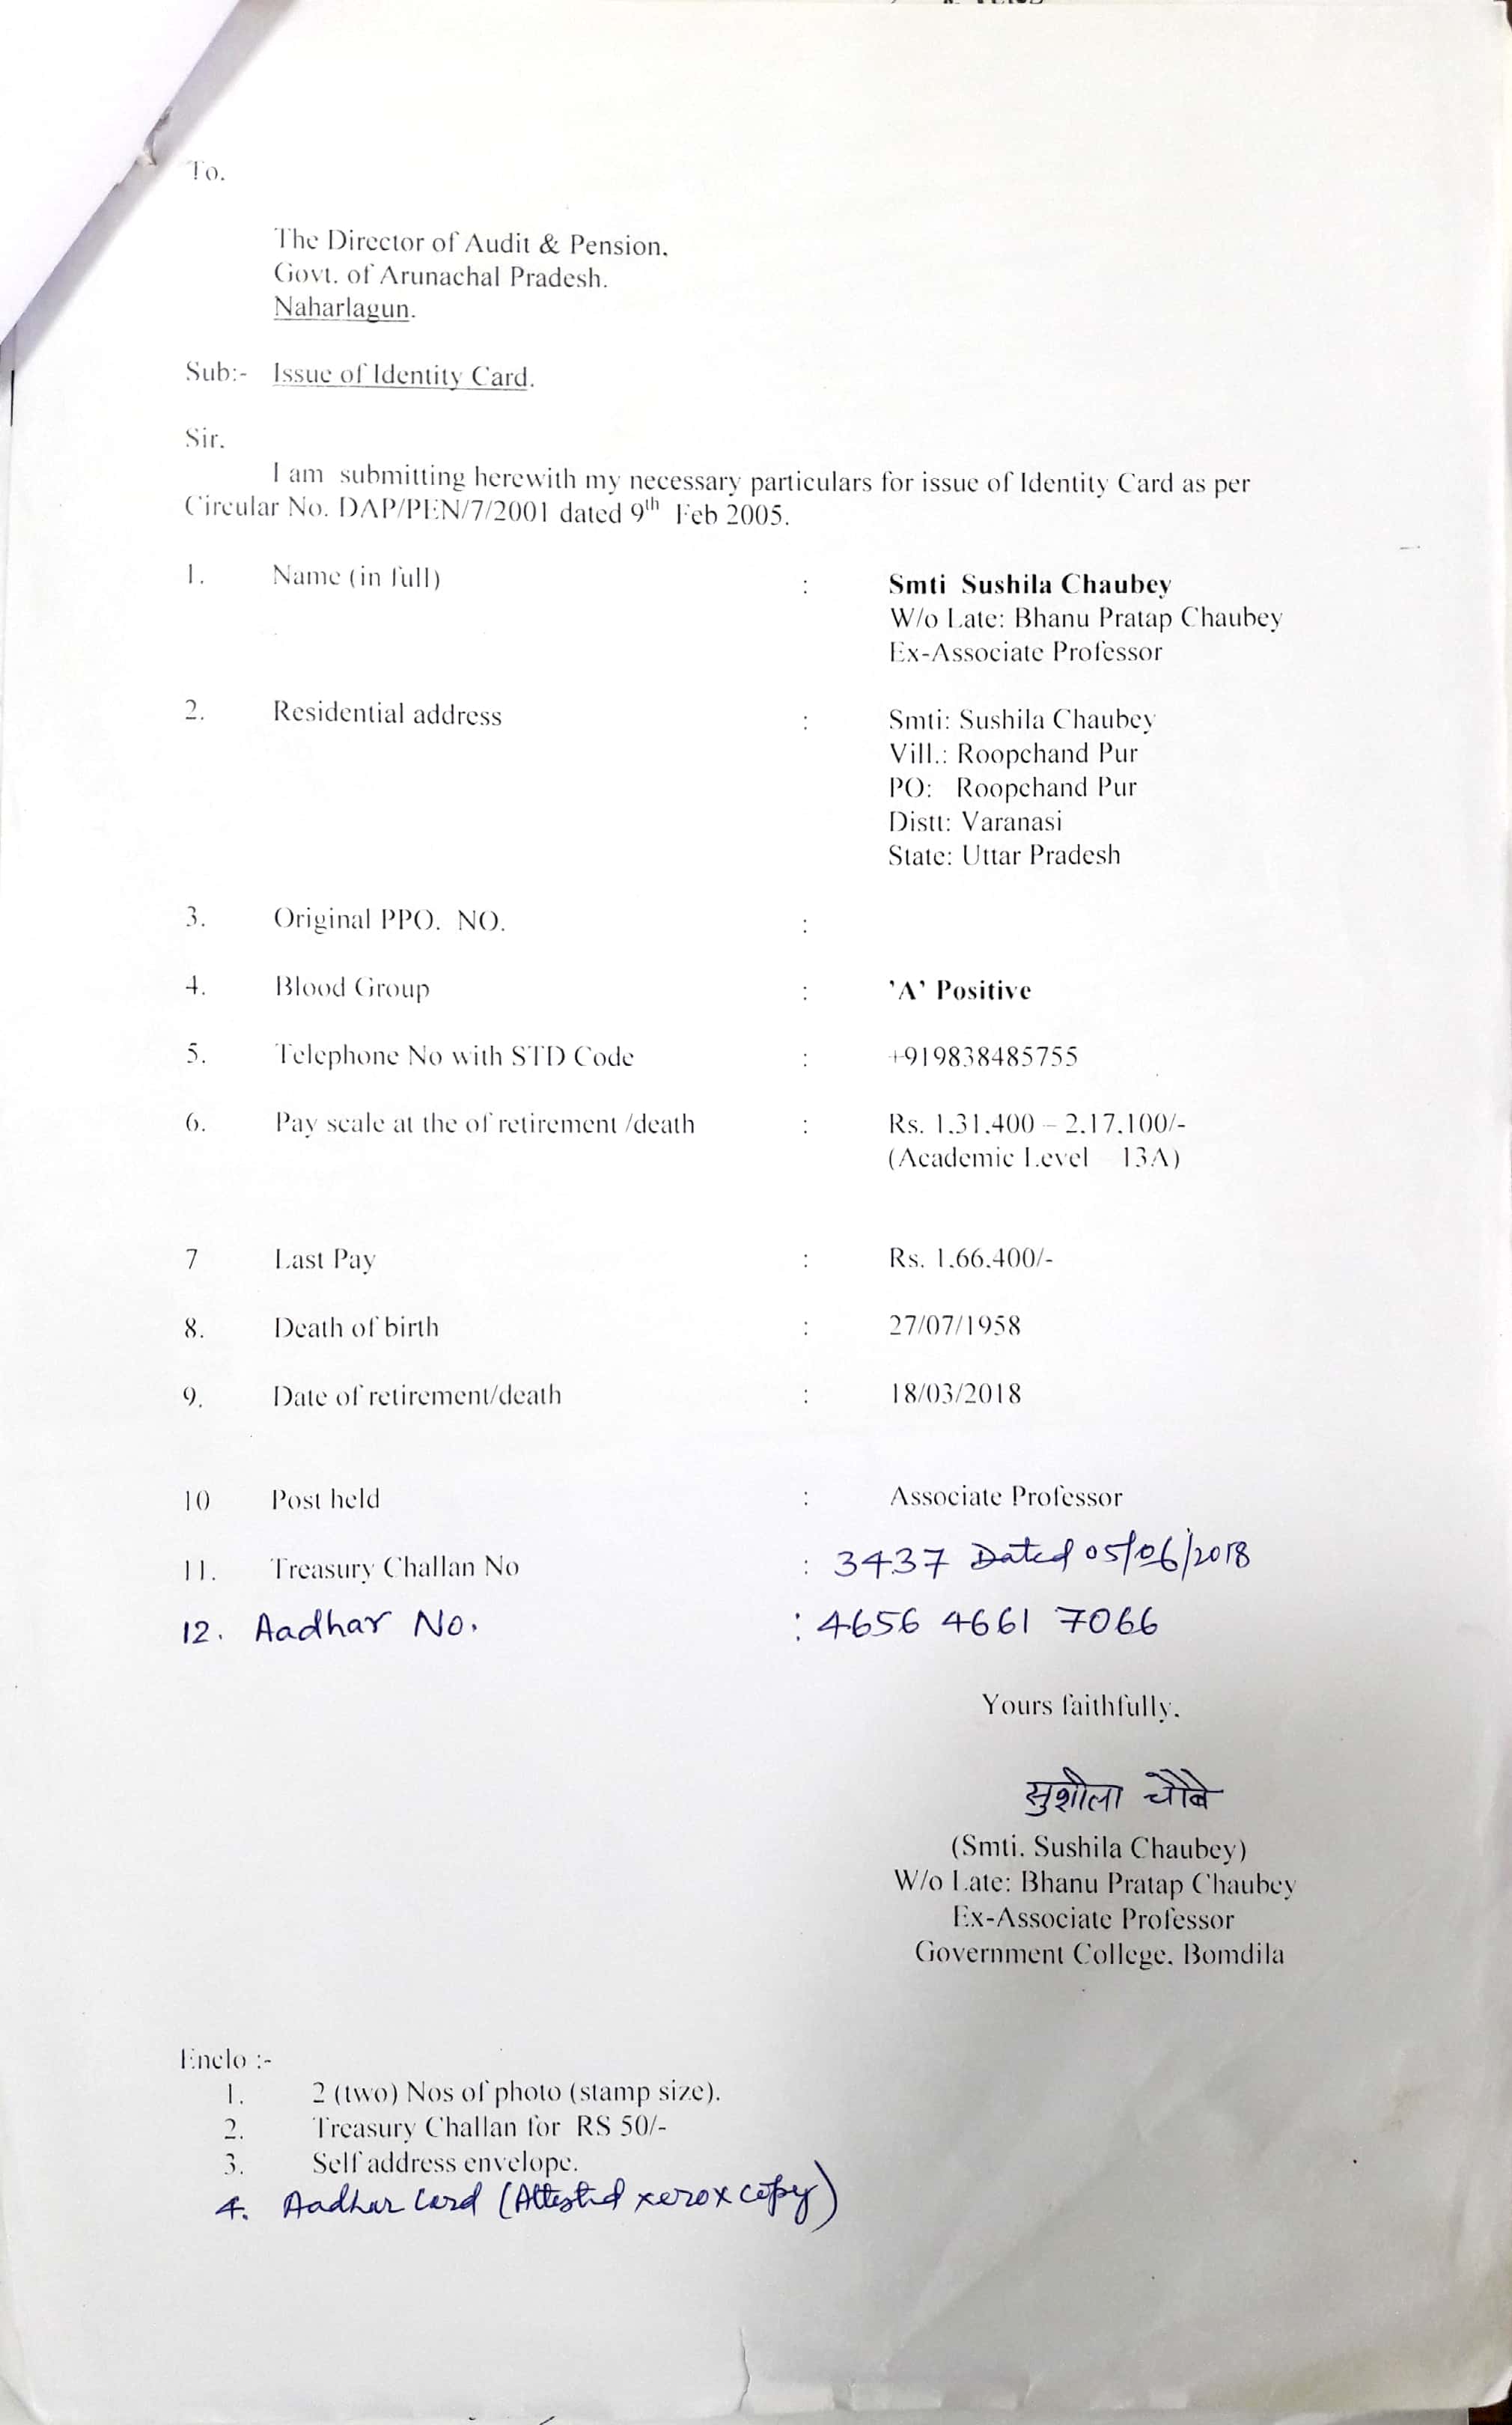 To.
The Director of Audit & Pension.
Govt. of Arunachal Pradesh.
Naharlagun.
Sub:- Issue of Identity Card.
Sir.
I am submitting herewith my necessary particulars for issue of Identity Card as per
Circular No. DAP/PEN/7/2001 dated 9th Feb 2005.
1. Name (in full) : Smti Sushila Chaubey
W/o Late: Bhanu Pratap Chaubey
Ex-Associate Professor
2. Residential address : Smti: Sushila Chaubey
Vill.: Roopchand Pur
PO: Roopchand Pur
Distt: Varanasi
State: Uttar Pradesh
3. Original PPO. NO. :
4. Blood Group : 'A' Positive
5. Telephone No with STD Code : +919838485755
6. Pay scale at the of retirement /death : Rs. 1.31.400 – 2.17.100/-
(Academic Level 13A)
7 Last Pay : Rs. 1.66.400/-
8. Death of birth : 27/07/1958
9. Date of retirement/death : 18/03/2018
10 Post held : Associate Professor
11. Treasury Challan No : 3437 Dated 05/06/2018
12. Aadhar No. : 4656 4661 7066
Yours faithfully.
सुशीला चौबे
(Smti. Sushila Chaubey)
W/o Late: Bhanu Pratap Chaubey
Ex-Associate Professor
Government College. Bomdila
Enclo :-
1. 2 (two) Nos of photo (stamp size).
2. Treasury Challan for RS 50/-
3. Self address envelope.
4. Aadhar Card (Attested xerox copy)